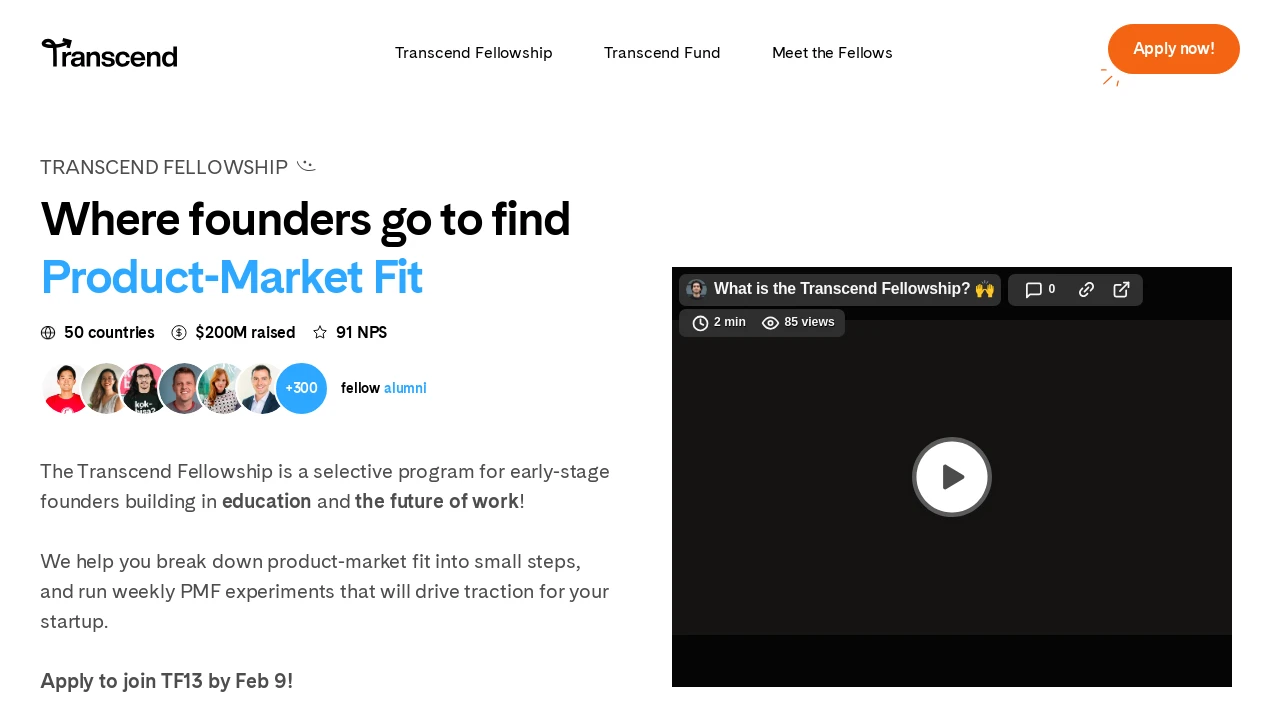 Transcend
Transcend Fellowship
Transcend Fund
Meet the Fellows
Apply now!
TRANSCEND FELLOWSHIP
Where founders go to find
Product-Market Fit
50 countries
$200M raised
91 NPS
+300
fellow alumni
The Transcend Fellowship is a selective program for early-stage
founders building in education and the future of work!
We help you break down product-market fit into small steps,
and run weekly PMF experiments that will drive traction for your
startup.
Apply to join TF13 by Feb 9!
What is the Transcend Fellowship? 🙌
0
2 min
85 views